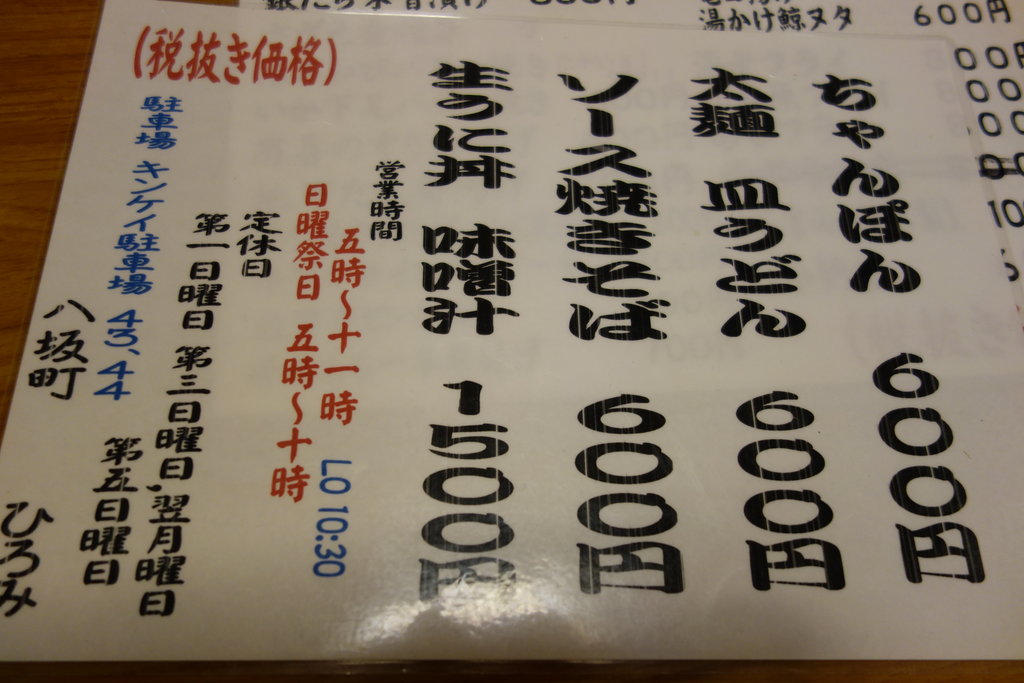 ちゃんぽん 600円
太麺 皿うどん 600円
ソース焼きそば 600円
生うに丼 味噌汁 1500円
(税抜き価格)
営業時間
五時〜十一時 LO 10:30
日曜祭日 五時〜十時
定休日
第一日曜日 第三日曜日,翌月曜日
第五日曜日
駐車場 キンケイ駐車場 43、44
八坂町 ひろみ
湯かけ鯨ヌタ 600円